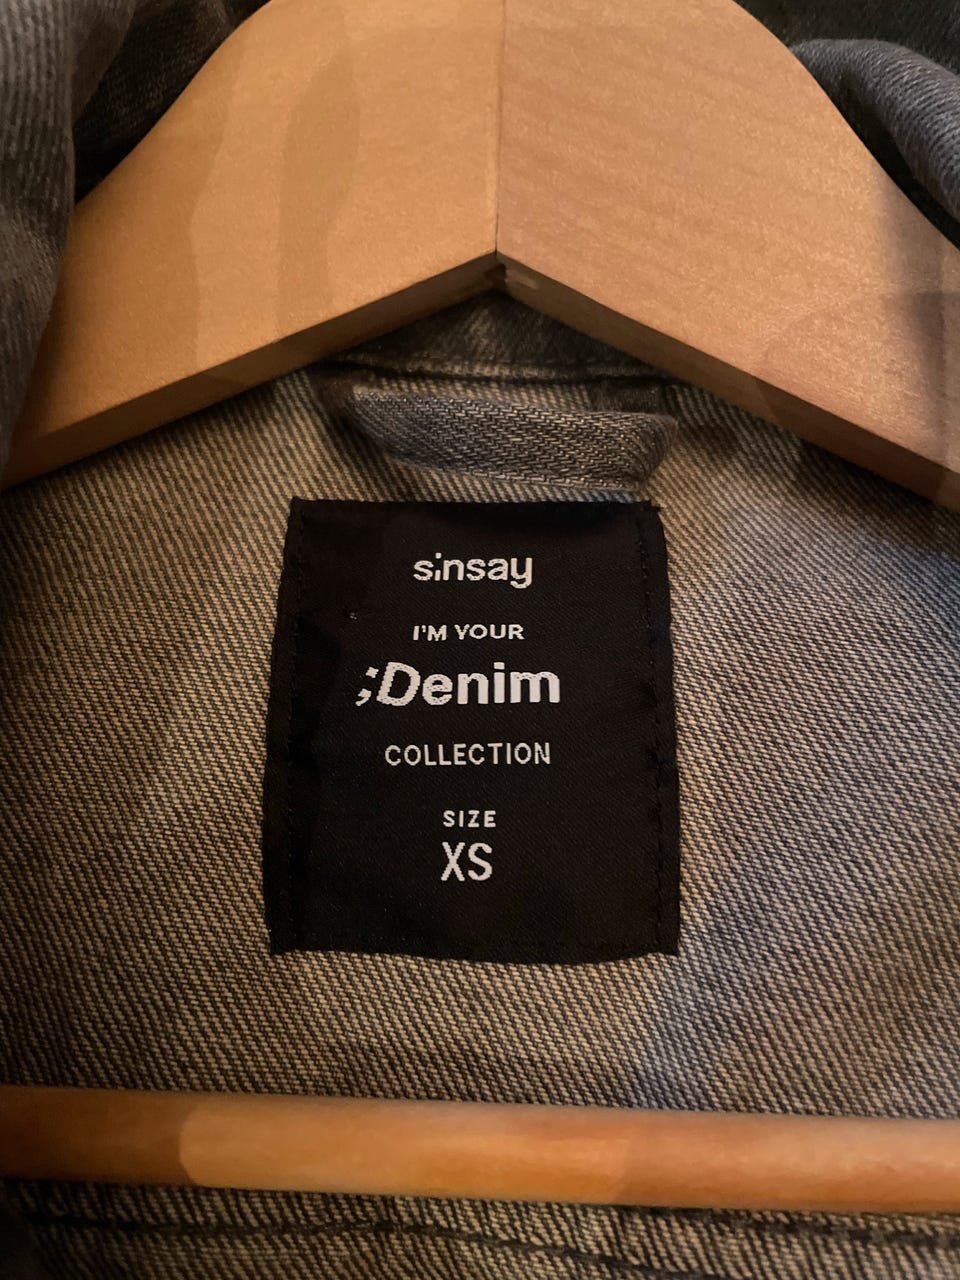 sinsay
I'M YOUR
;Denim
COLLECTION
SIZE
XS